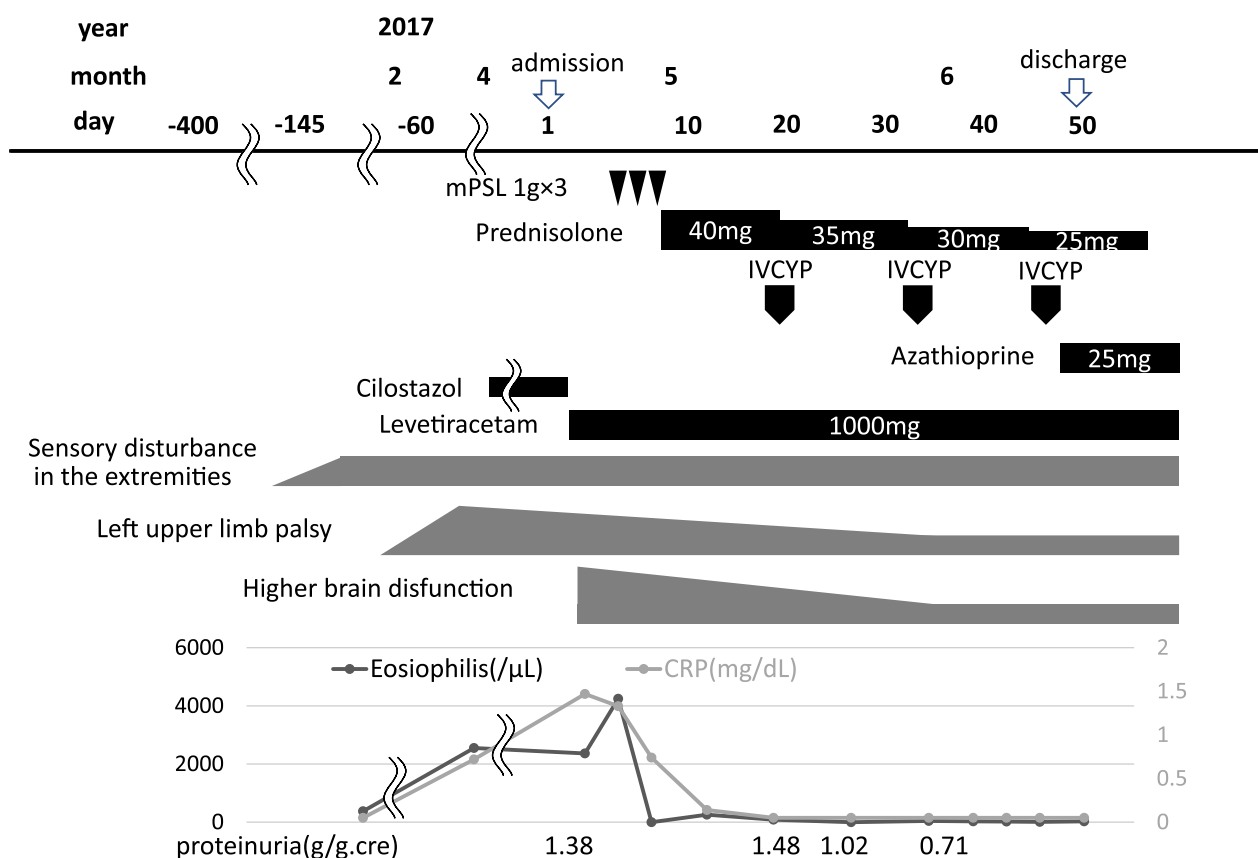 year 2017
month 2 4 admission 5 6 discharge
day -400 -145 -60 1 10 20 30 40 50
mPSL 1g×3
Prednisolone 40mg 35mg 30mg 25mg
IVCYP IVCYP IVCYP
Azathioprine 25mg
Cilostazol
Levetiracetam 1000mg
Sensory disturbance
in the extremities
Left upper limb palsy
Higher brain disfunction
6000 2
Eosiophilis(/μL) CRP(mg/dL)
1.5
4000
1
2000
0.5
0 0
proteinuria(g/g.cre) 1.38 1.48 1.02 0.71